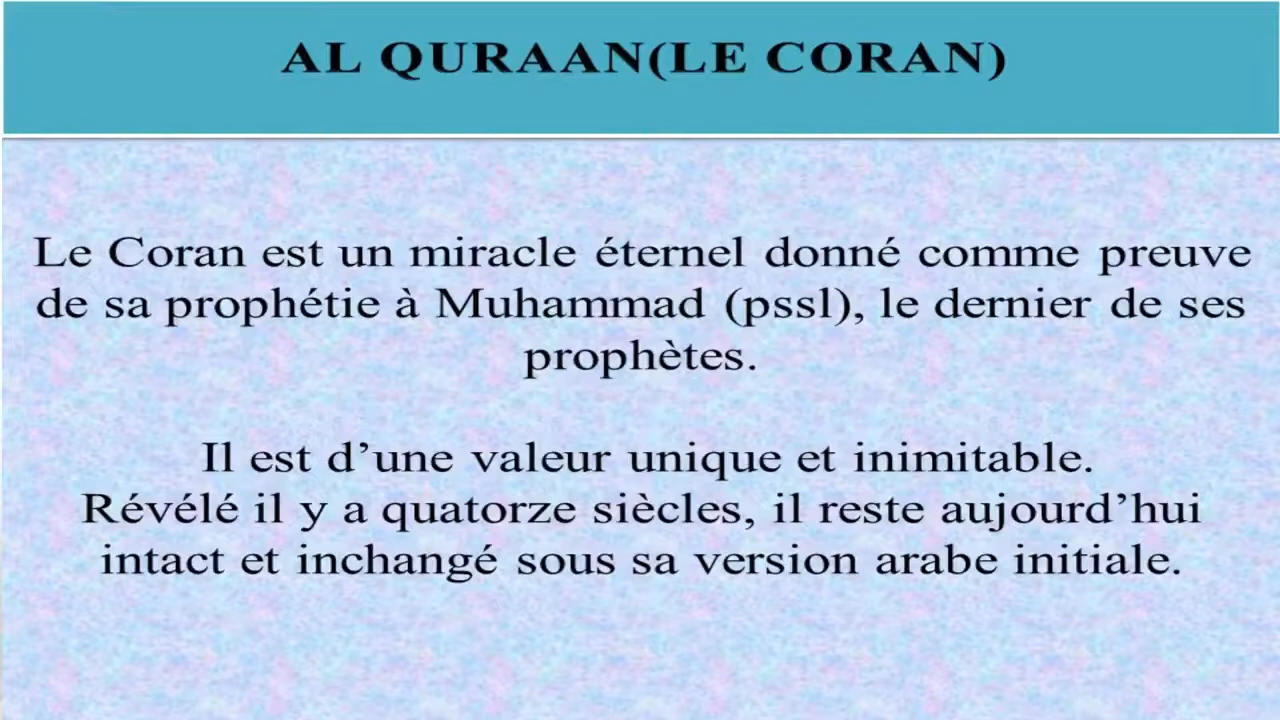 AL QURAAN(LE CORAN)
Le Coran est un miracle éternel donné comme preuve
de sa prophétie à Muhammad (pssl), le dernier de ses
prophètes.
Il est d’une valeur unique et inimitable.
Révélé il y a quatorze siècles, il reste aujourd’hui
intact et inchangé sous sa version arabe initiale.